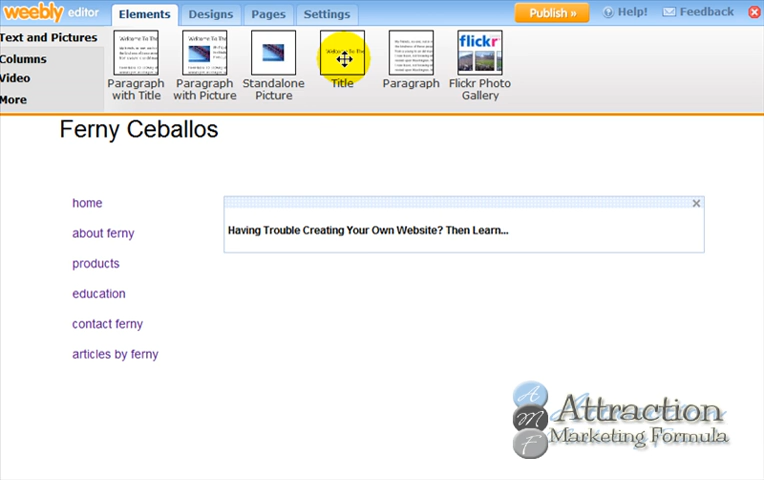 weebly editor Elements Designs Pages Settings Publish » Help! Feedback
Text and Pictures
Columns
Video
More
Paragraph with Title
Paragraph with Picture
Standalone Picture
Title
Paragraph
flickr
Flickr Photo Gallery
Ferny Ceballos
home
about ferny
products
education
contact ferny
articles by ferny
Having Trouble Creating Your Own Website? Then Learn...
AMF
Attraction
Marketing Formula